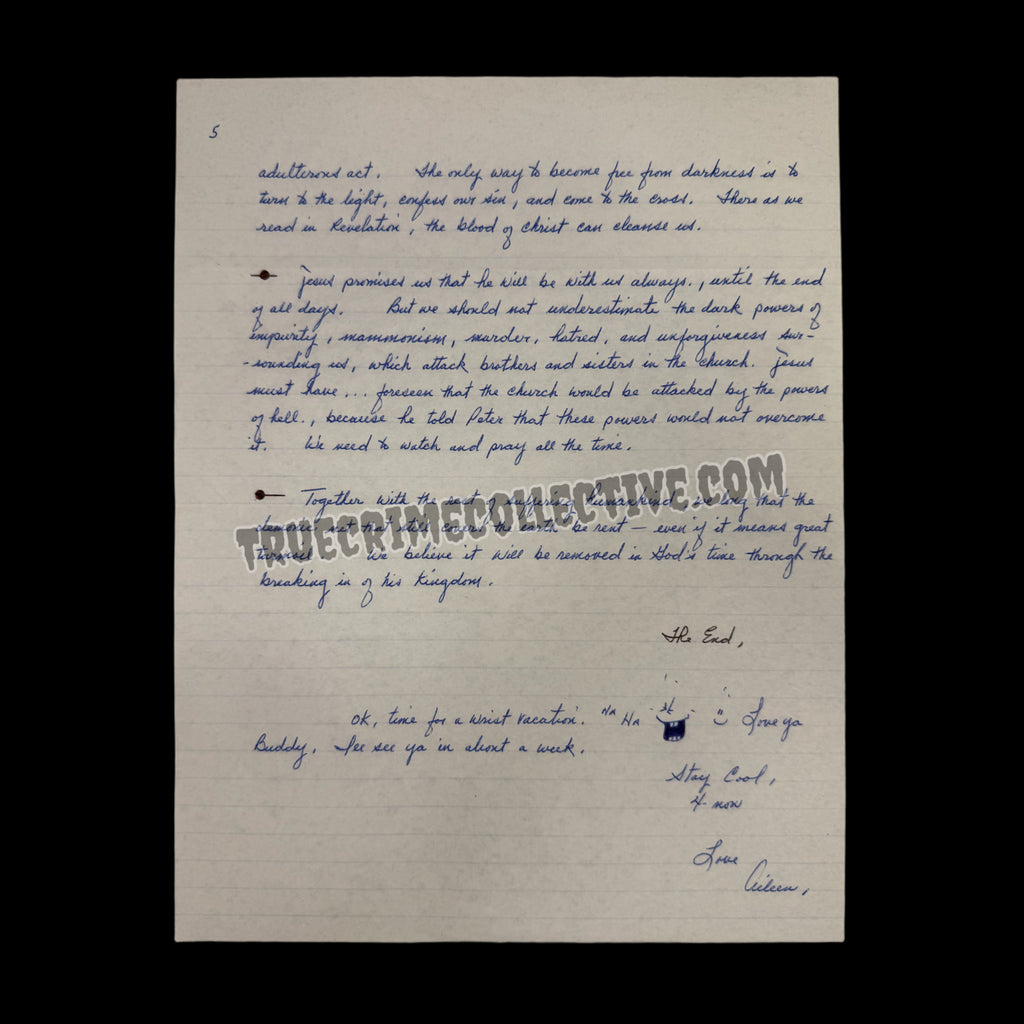 5
adulterous act. The only way to become free from darkness is to
turn to the light, confess our sin, and come to the cross. There as we
read in Revelation, the blood of Christ can cleanse us.
Jesus promises us that he will be with us always., until the end
of all days. But we should not underestimate the dark powers of
impurity, mammonism, murder, hatred, and unforgiveness sur-
-rounding us, which attack brothers and sisters in the church. Jesus
must have... foreseen that the church would be attacked by the powers
of hell., because he told Peter that these powers would not overcome
it. We need to watch and pray all the time.
Together with the rest of suffering humankind, we long that the
demonic net that still covers the earth be rent — even if it means great
turmoil. We believe it will be removed in God's time through the
breaking in of his Kingdom.
TRUECRIMECOLLECTIVE.COM
The End,
OK, time for a wrist vacation. "HA HA Love ya
Buddy. I'ee see ya in about a week.
Stay Cool,
4-now
Love
Aileen,